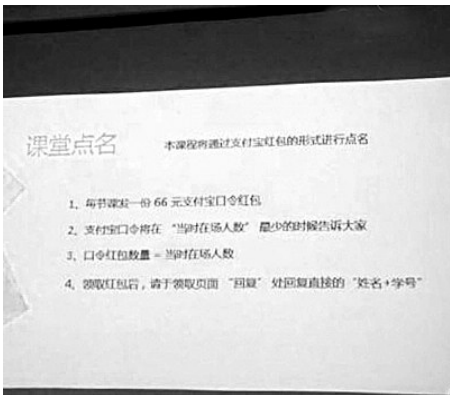 课堂点名
本课程将通过支付宝红包的形式进行点名
1、每节课发一份 66 元支付宝口令红包
2、支付宝口令将在 “当时在场人数” 最少的时候告诉大家
3、口令红包数量 = 当时在场人数
4、领取红包后，请于领取页面 “回复” 处回复直接的 “姓名+学号”